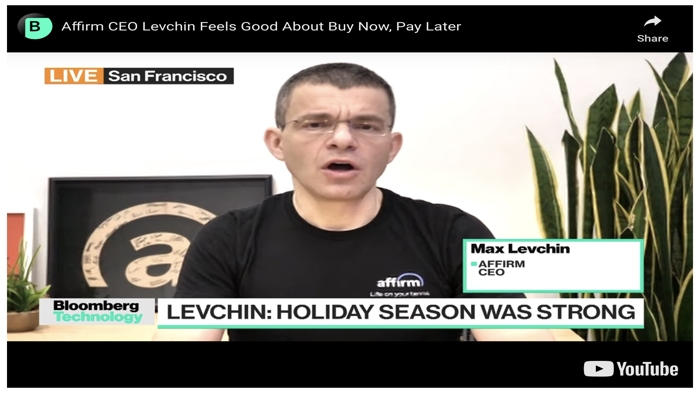 B
Affirm CEO Levchin Feels Good About Buy Now, Pay Later
Share
LIVE San Francisco
a
affirm
Life on your terms
Max Levchin
AFFIRM
CEO
Bloomberg
Technology
LEVCHIN: HOLIDAY SEASON WAS STRONG
YouTube